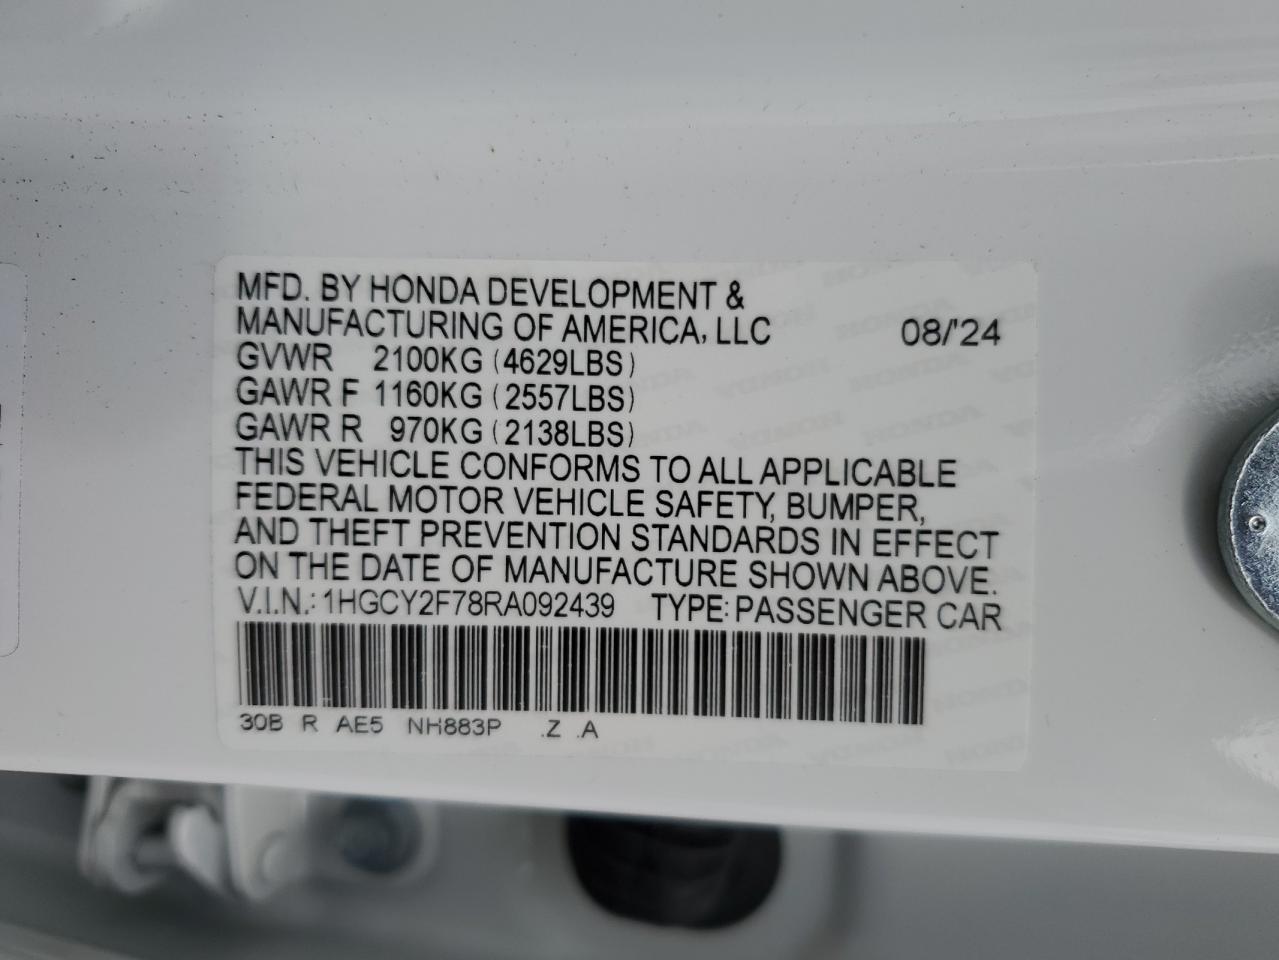 MFD. BY HONDA DEVELOPMENT &
MANUFACTURING OF AMERICA, LLC 08/'24
GVWR 2100KG (4629LBS)
GAWR F 1160KG (2557LBS)
GAWR R 970KG (2138LBS)
THIS VEHICLE CONFORMS TO ALL APPLICABLE
FEDERAL MOTOR VEHICLE SAFETY, BUMPER,
AND THEFT PREVENTION STANDARDS IN EFFECT
ON THE DATE OF MANUFACTURE SHOWN ABOVE.
V.I.N.: 1HGCY2F78RA092439 TYPE: PASSENGER CAR
30B R AE5 NH883P .Z .A